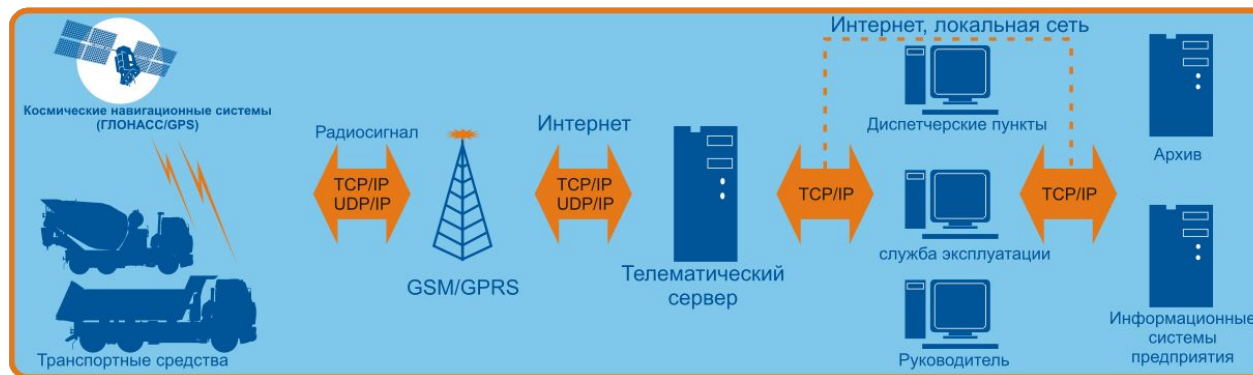 Космические навигационные системы
(ГЛОНАСС/GPS)
Транспортные средства
Радиосигнал
TCP/IP
UDP/IP
GSM/GPRS
Интернет
TCP/IP
UDP/IP
Телематический
сервер
Интернет, локальная сеть
TCP/IP
Диспетчерские пункты
служба эксплуатации
Руководитель
TCP/IP
Архив
Информационные
системы
предприятия